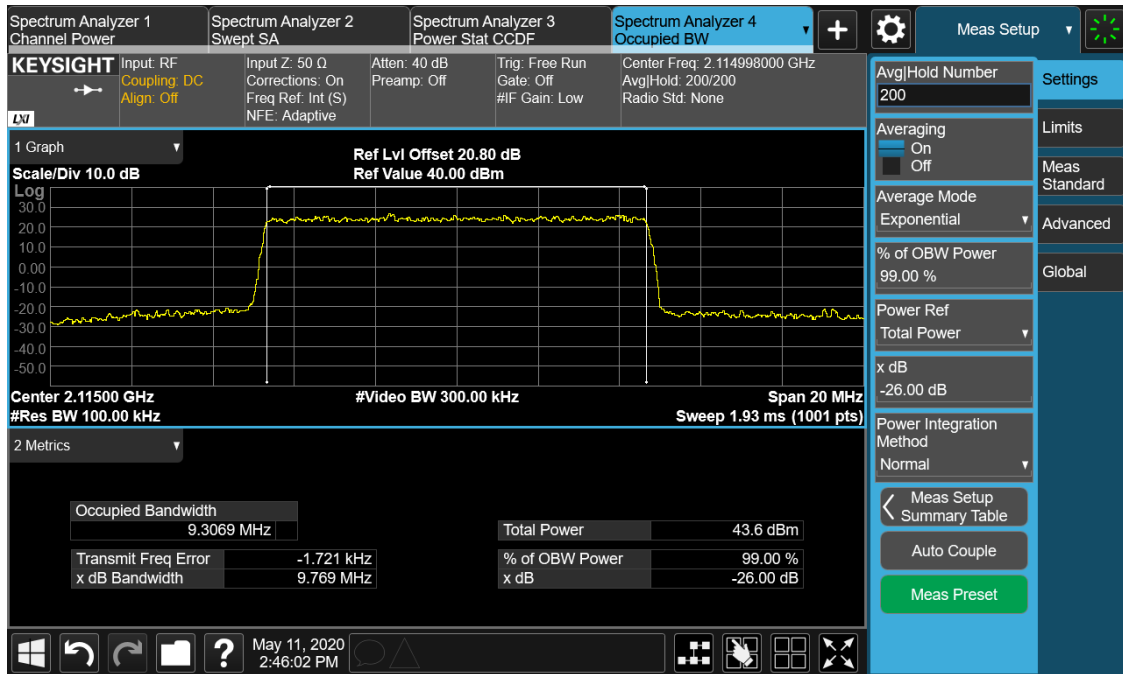 Spectrum Analyzer 1
Channel Power
Spectrum Analyzer 2
Swept SA
Spectrum Analyzer 3
Power Stat CCDF
Spectrum Analyzer 4
Occupied BW
Meas Setup
KEYSIGHT
LXI
Input: RF
Coupling: DC
Align: Off
Input Z: 50 Ω
Corrections: On
Freq Ref: Int (S)
NFE: Adaptive
Atten: 40 dB
Preamp: Off
Trig: Free Run
Gate: Off
#IF Gain: Low
Center Freq: 2.114998000 GHz
Avg|Hold: 200/200
Radio Std: None
1 Graph
Scale/Div 10.0 dB
Ref Lvl Offset 20.80 dB
Ref Value 40.00 dBm
Log
30.0
20.0
10.0
0.00
-10.0
-20.0
-30.0
-40.0
-50.0
Center 2.11500 GHz
#Video BW 300.00 kHz
Span 20 MHz
#Res BW 100.00 kHz
Sweep 1.93 ms (1001 pts)
2 Metrics
Occupied Bandwidth
9.3069 MHz
Total Power 43.6 dBm
Transmit Freq Error -1.721 kHz
% of OBW Power 99.00 %
x dB Bandwidth 9.769 MHz
x dB -26.00 dB
Avg|Hold Number
200
Averaging
On
Off
Average Mode
Exponential
% of OBW Power
99.00 %
Power Ref
Total Power
x dB
-26.00 dB
Power Integration
Method
Normal
Meas Setup
Summary Table
Auto Couple
Meas Preset
Settings
Limits
Meas
Standard
Advanced
Global
?
May 11, 2020
2:46:02 PM